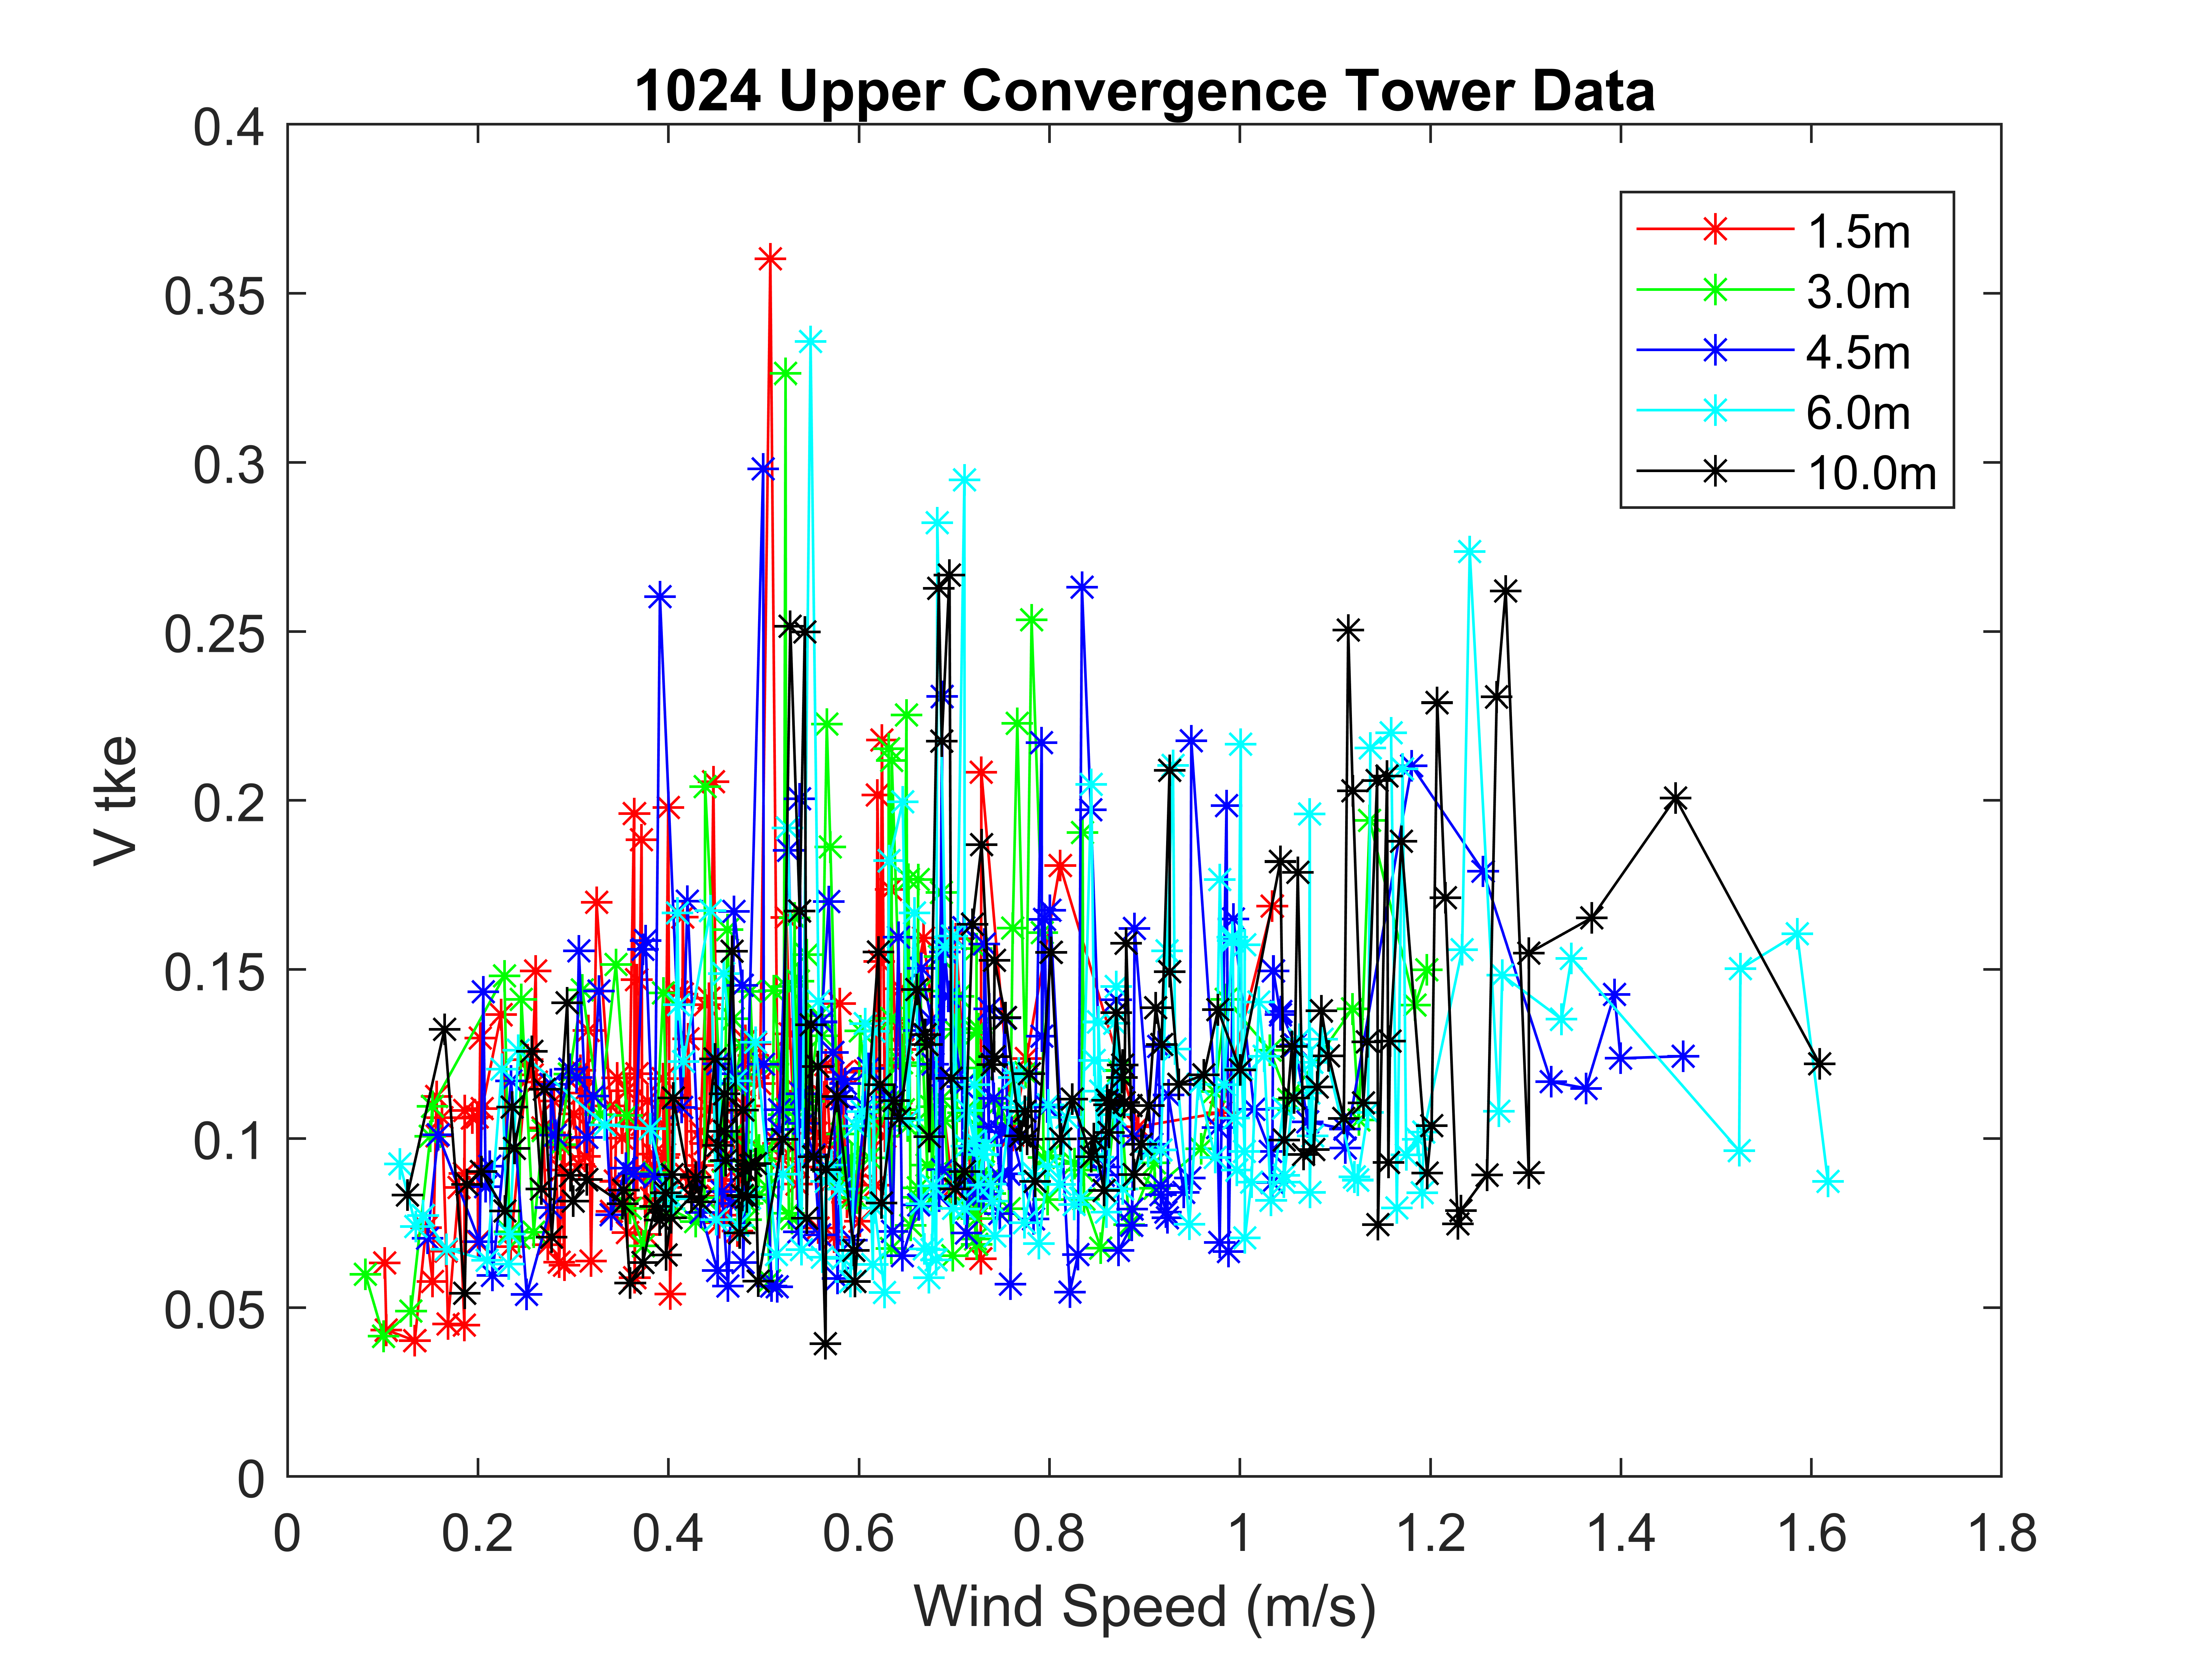 1024 Upper Convergence Tower Data
0.4
0.35
0.3
0.25
0.2
0.15
0.1
0.05
0
V tke
1.5m
3.0m
4.5m
6.0m
10.0m
0 0.2 0.4 0.6 0.8 1 1.2 1.4 1.6 1.8
Wind Speed (m/s)